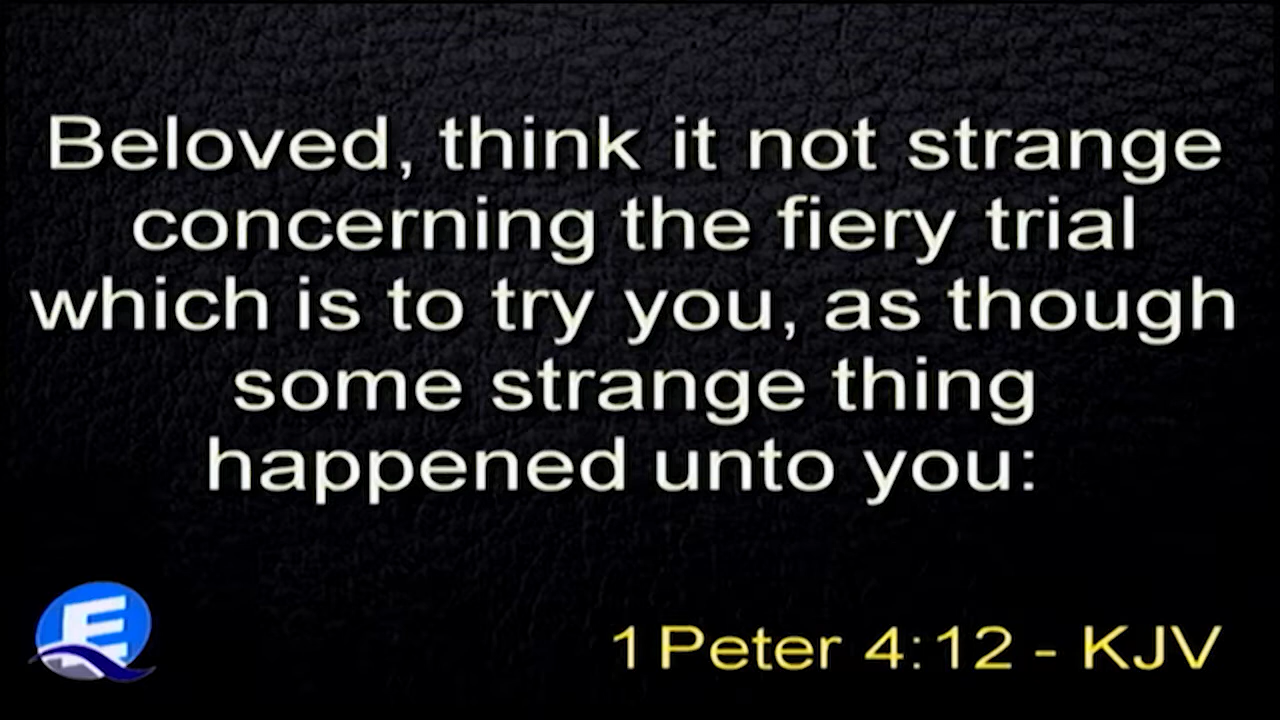 Beloved, think it not strange
concerning the fiery trial
which is to try you, as though
some strange thing
happened unto you:
E
1 Peter 4:12 - KJV